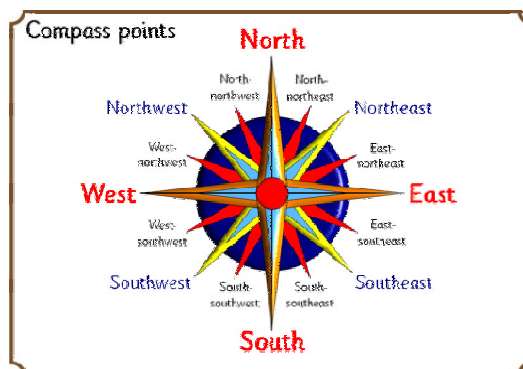 Compass points
North
North-
northwest
North-
northeast
Northwest
Northeast
West-
northwest
East-
northeast
West
East
West-
southwest
East-
southeast
Southwest
South-
southwest
South-
southeast
Southeast
South